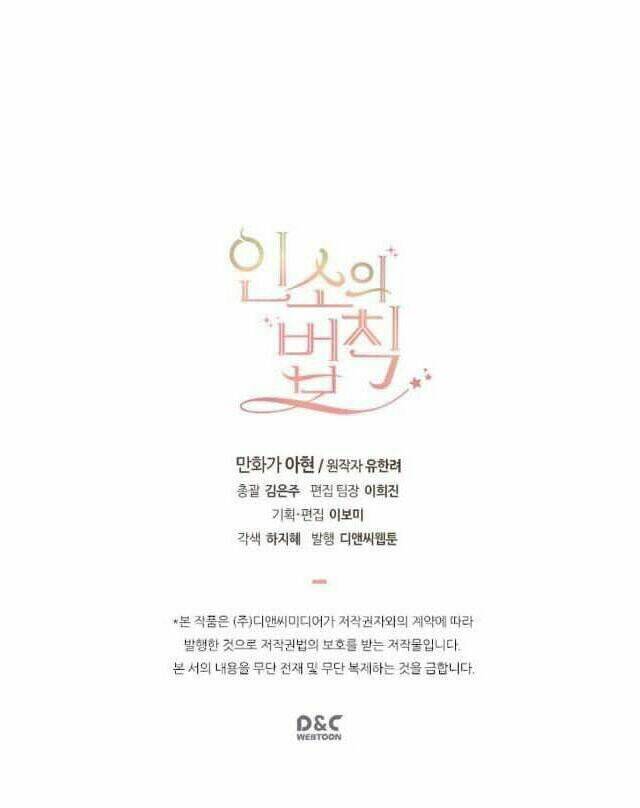 인소의
법칙
만화가 아현 / 원작자 유한려
총괄 김은주 편집 팀장 이희진
기획·편집 이보미
각색 하지혜 발행 디앤씨웹툰
*본 작품은 (주)디앤씨미디어가 저작권자와의 계약에 따라
발행한 것으로 저작권법의 보호를 받는 저작물입니다.
본 서의 내용을 무단 전재 및 무단 복제하는 것을 금합니다.
D&C
WEBTOON